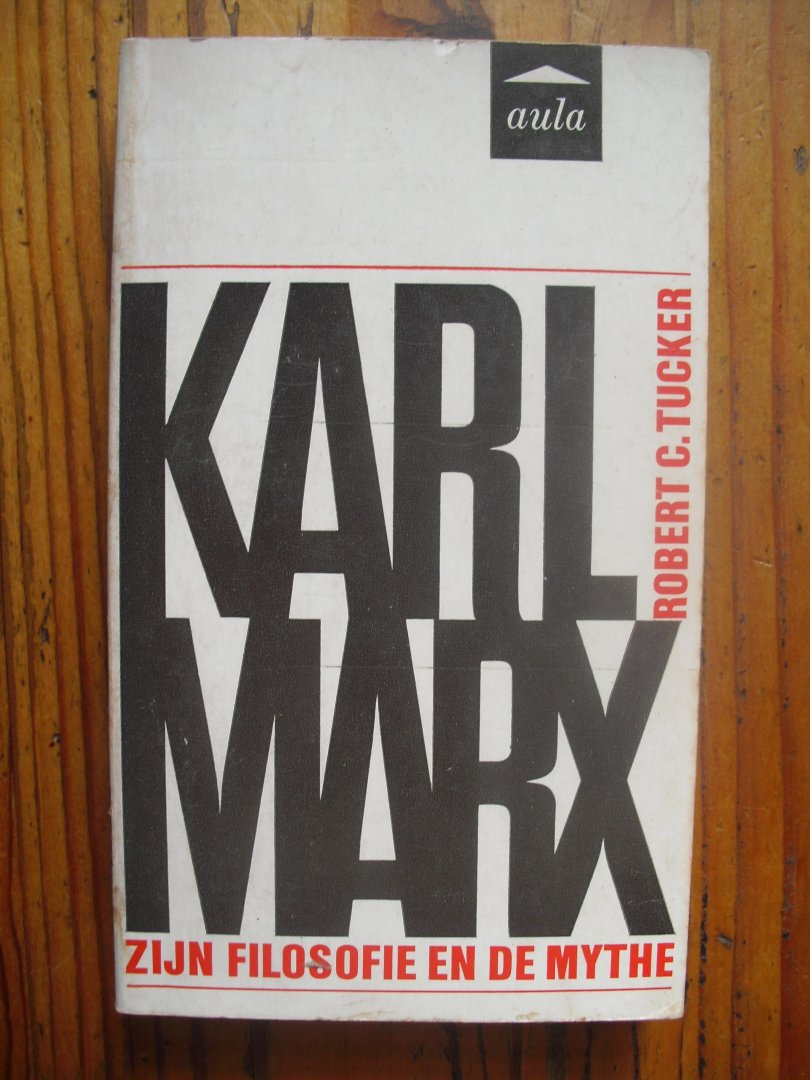 aula
KARL
MARX
ROBERT C. TUCKER
ZIJN FILOSOFIE EN DE MYTHE